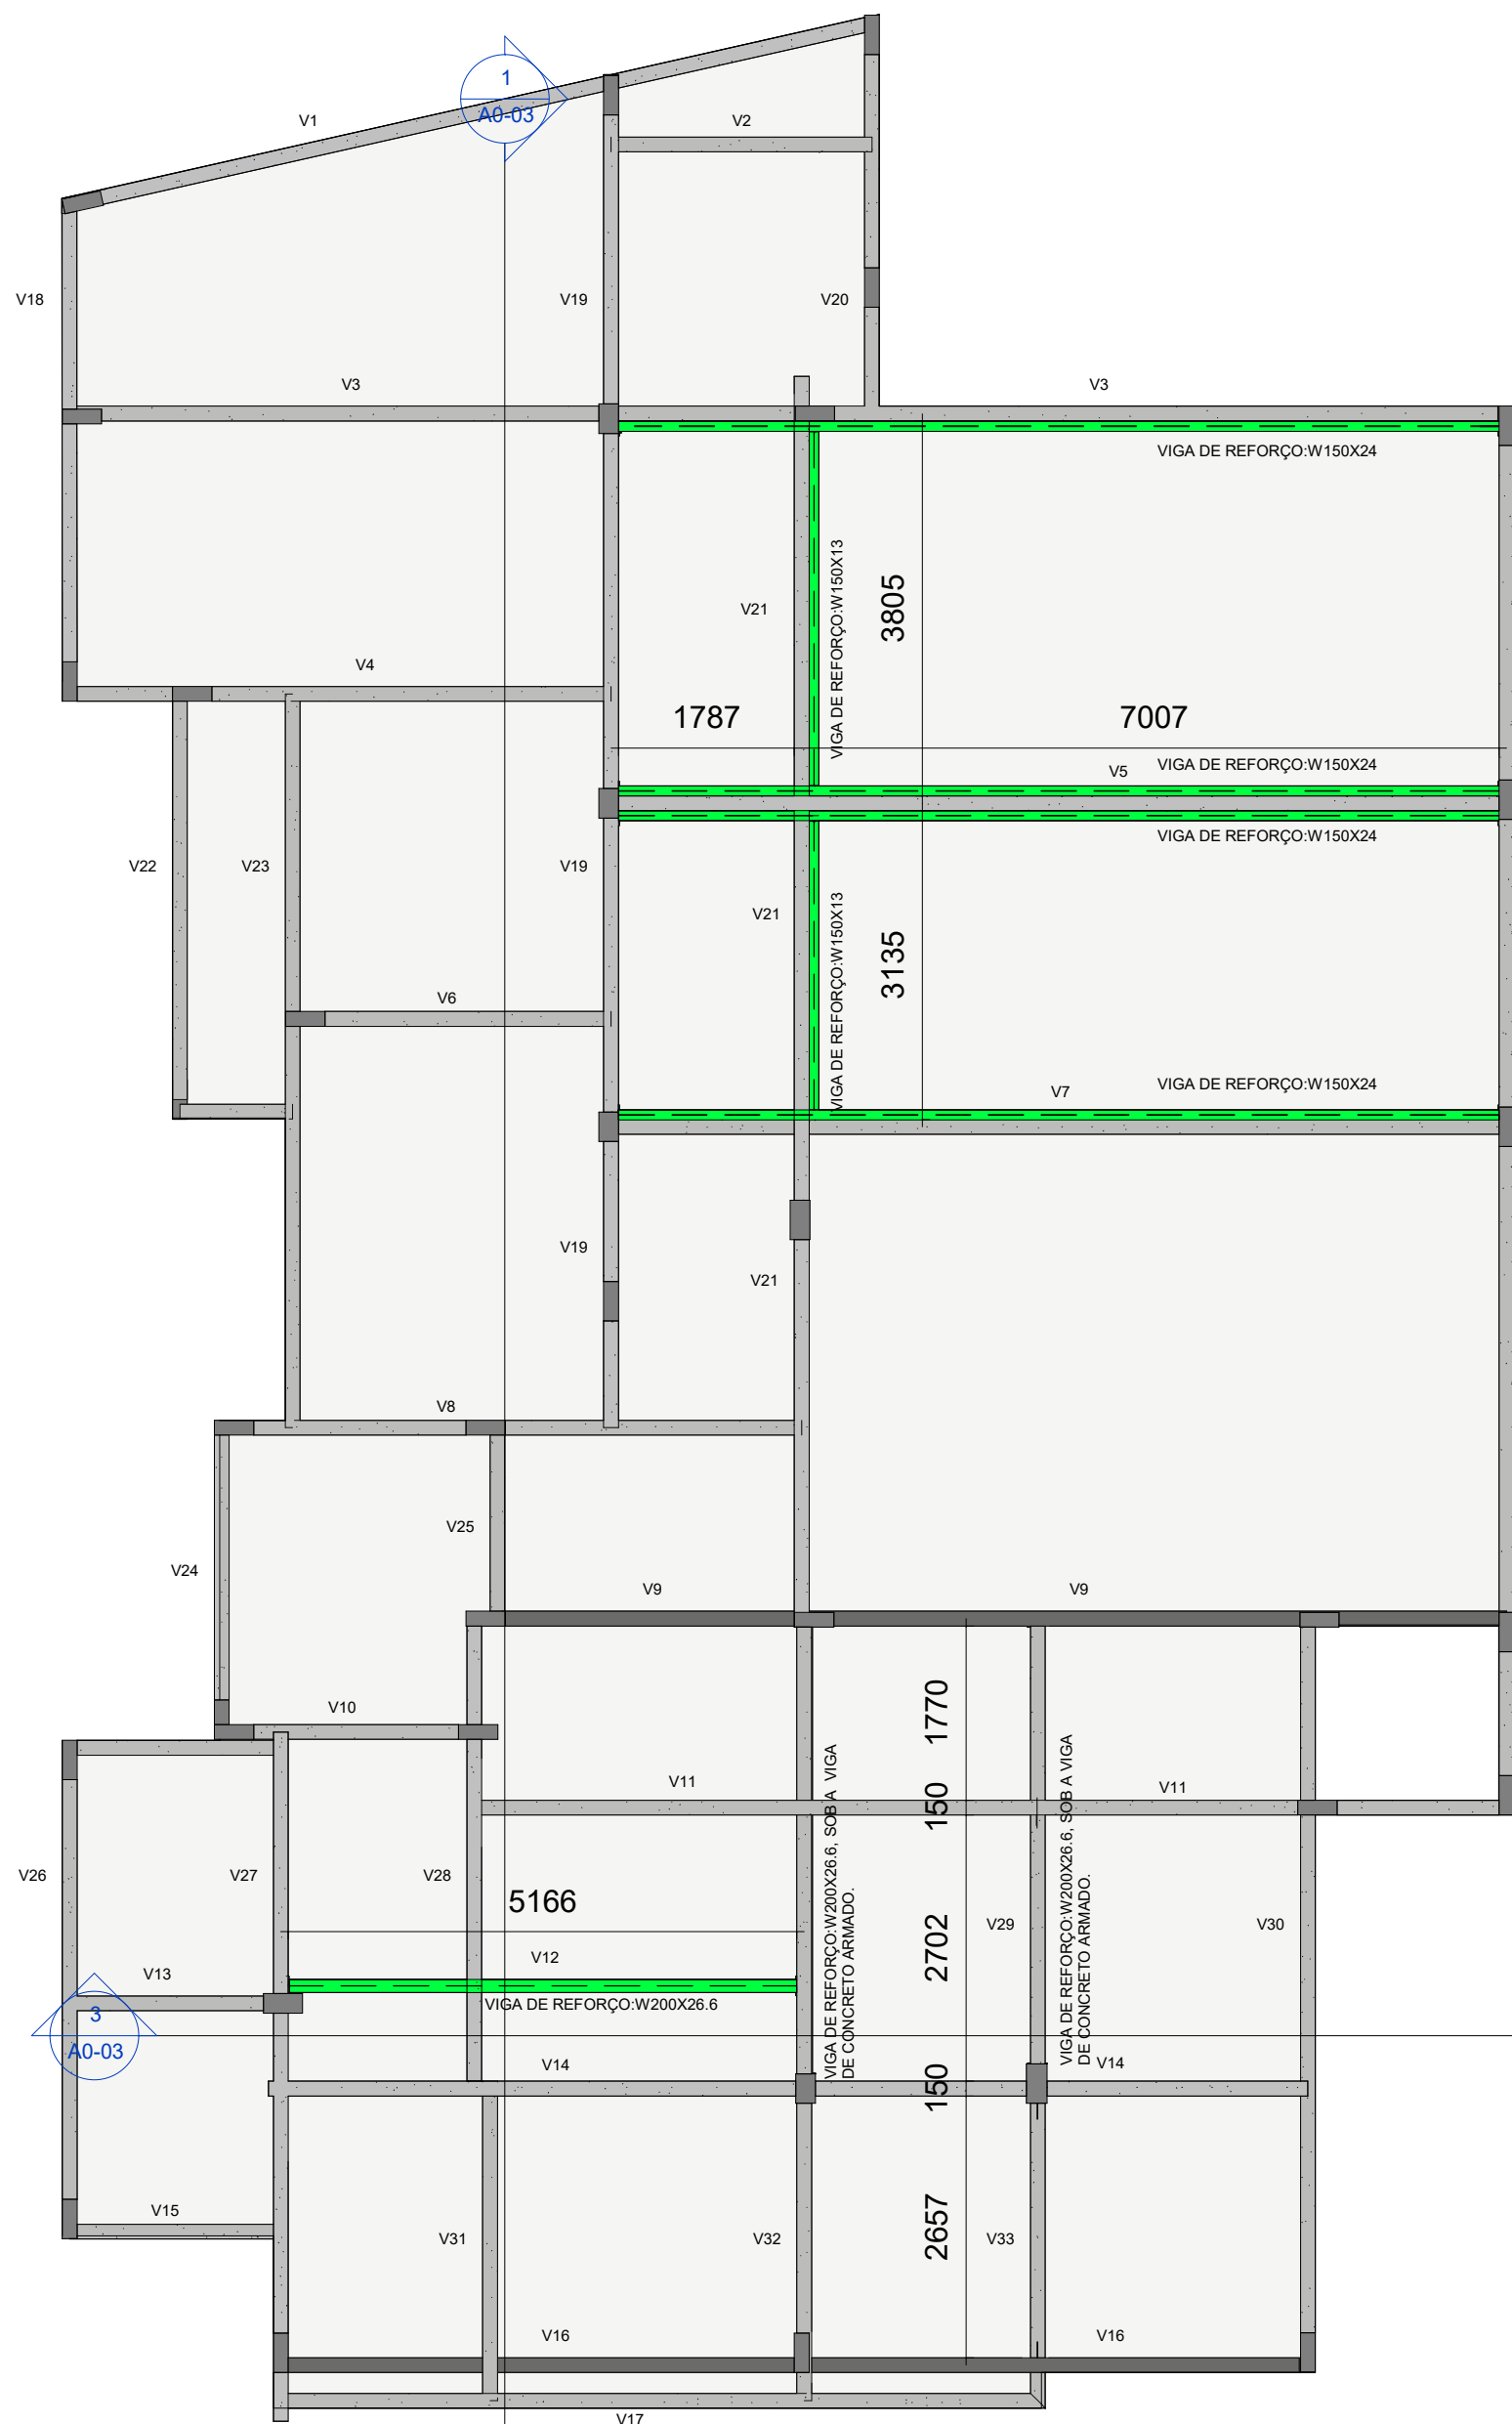 1
A0-03
V1
V2
V18
V19
V20
V3
V3
VIGA DE REFORÇO:W150X24
VIGA DE REFORÇO:W150X13
3805
V21
V4
1787
7007
V5
VIGA DE REFORÇO:W150X24
VIGA DE REFORÇO:W150X24
V22
V23
V19
V21
VIGA DE REFORÇO:W150X13
3135
V6
V7
VIGA DE REFORÇO:W150X24
V19
V21
V8
V25
V24
V9
V9
1770
V10
VIGA DE REFORÇO:W200X26.6, SOB A  VIGA
DE CONCRETO ARMADO.
VIGA DE REFORÇO:W200X26.6, SOB A VIGA
DE CONCRETO ARMADO.
V11
150
V11
V26
V27
V28
5166
V29
V30
2702
V12
V13
VIGA DE REFORÇO:W200X26.6
3
A0-03
V14
V14
150
V15
V31
V32
2657
V33
V16
V16
V17